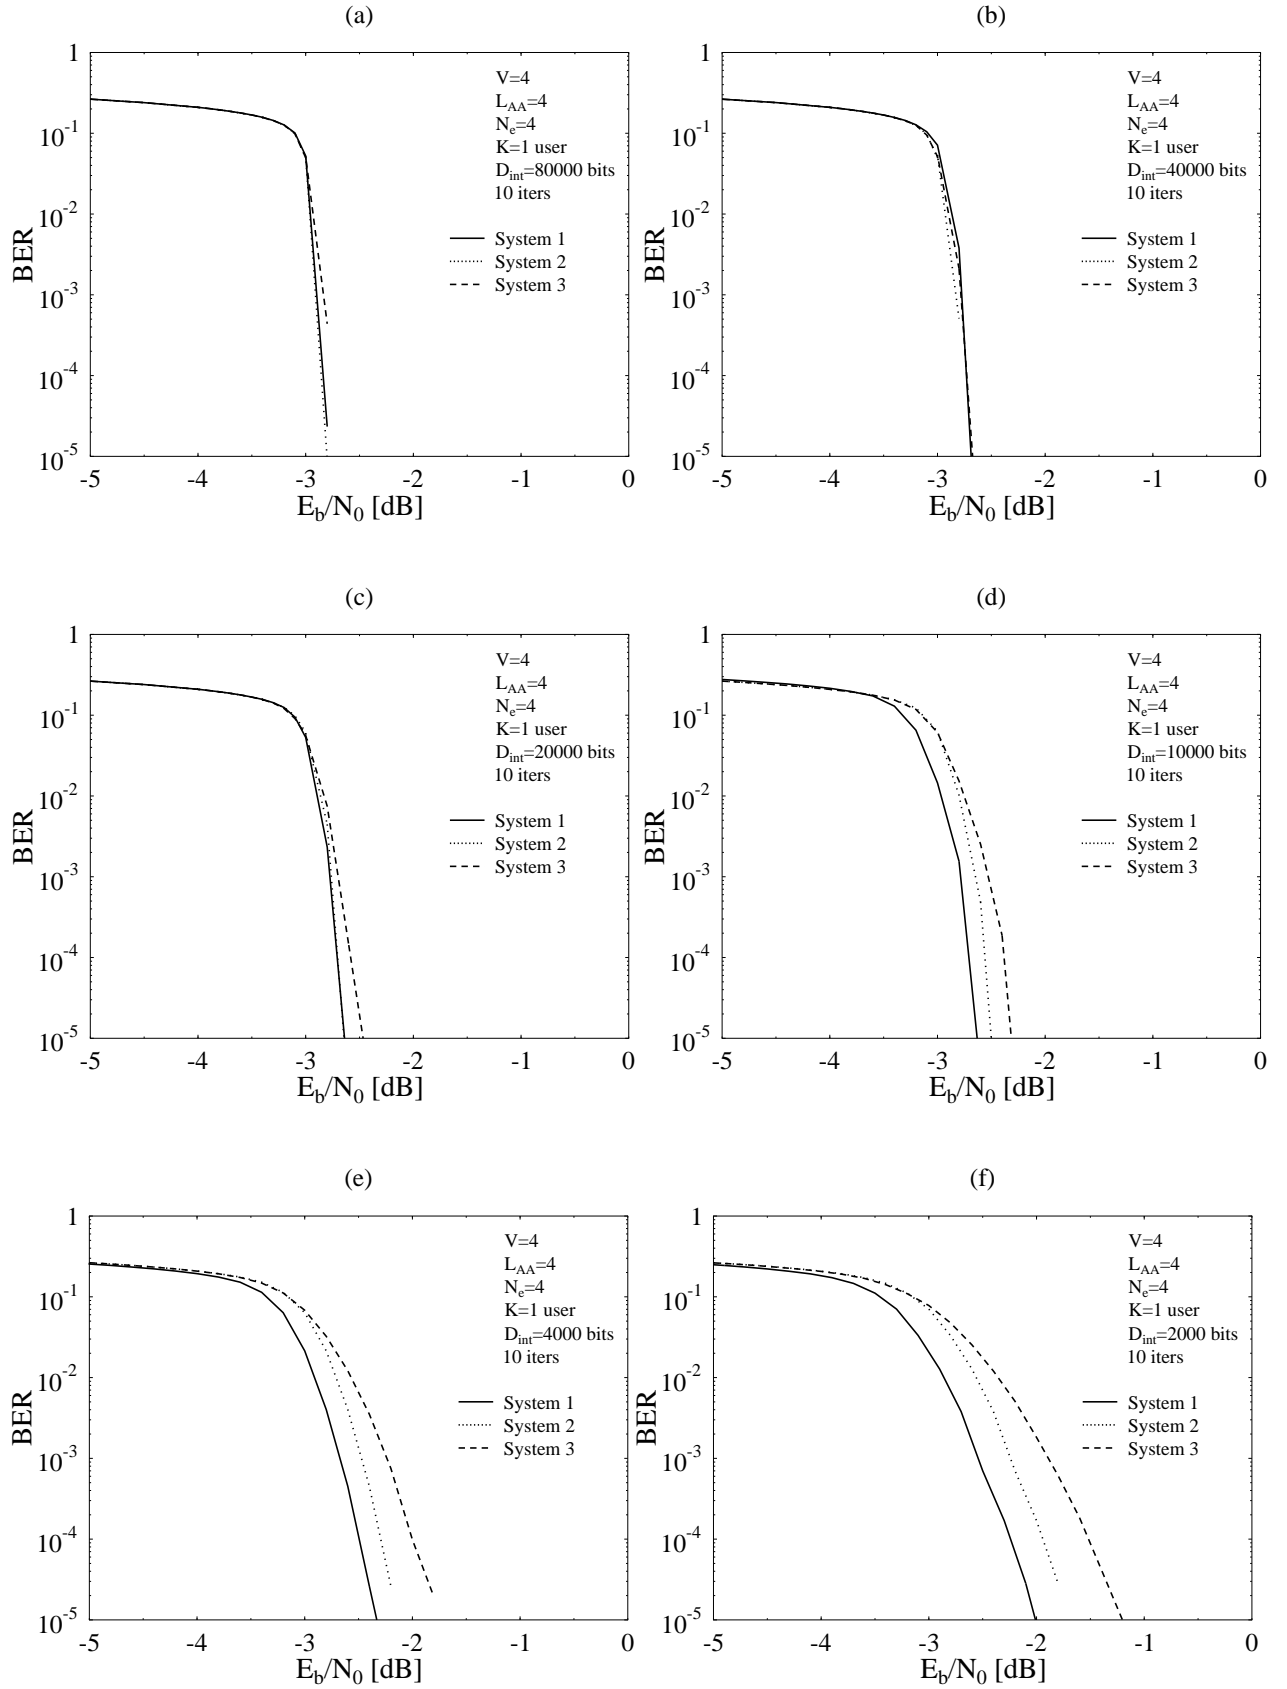 (a)
1
10^-1
10^-2
10^-3
10^-4
10^-5
BER
V=4
L_AA=4
N_e=4
K=1 user
D_int=80000 bits
10 iters
System 1
System 2
System 3
-5 -4 -3 -2 -1 0
E_b/N_0 [dB]
(b)
1
10^-1
10^-2
10^-3
10^-4
10^-5
BER
V=4
L_AA=4
N_e=4
K=1 user
D_int=40000 bits
10 iters
System 1
System 2
System 3
-5 -4 -3 -2 -1 0
E_b/N_0 [dB]
(c)
1
10^-1
10^-2
10^-3
10^-4
10^-5
BER
V=4
L_AA=4
N_e=4
K=1 user
D_int=20000 bits
10 iters
System 1
System 2
System 3
-5 -4 -3 -2 -1 0
E_b/N_0 [dB]
(d)
1
10^-1
10^-2
10^-3
10^-4
10^-5
BER
V=4
L_AA=4
N_e=4
K=1 user
D_int=10000 bits
10 iters
System 1
System 2
System 3
-5 -4 -3 -2 -1 0
E_b/N_0 [dB]
(e)
1
10^-1
10^-2
10^-3
10^-4
10^-5
BER
V=4
L_AA=4
N_e=4
K=1 user
D_int=4000 bits
10 iters
System 1
System 2
System 3
-5 -4 -3 -2 -1 0
E_b/N_0 [dB]
(f)
1
10^-1
10^-2
10^-3
10^-4
10^-5
BER
V=4
L_AA=4
N_e=4
K=1 user
D_int=2000 bits
10 iters
System 1
System 2
System 3
-5 -4 -3 -2 -1 0
E_b/N_0 [dB]